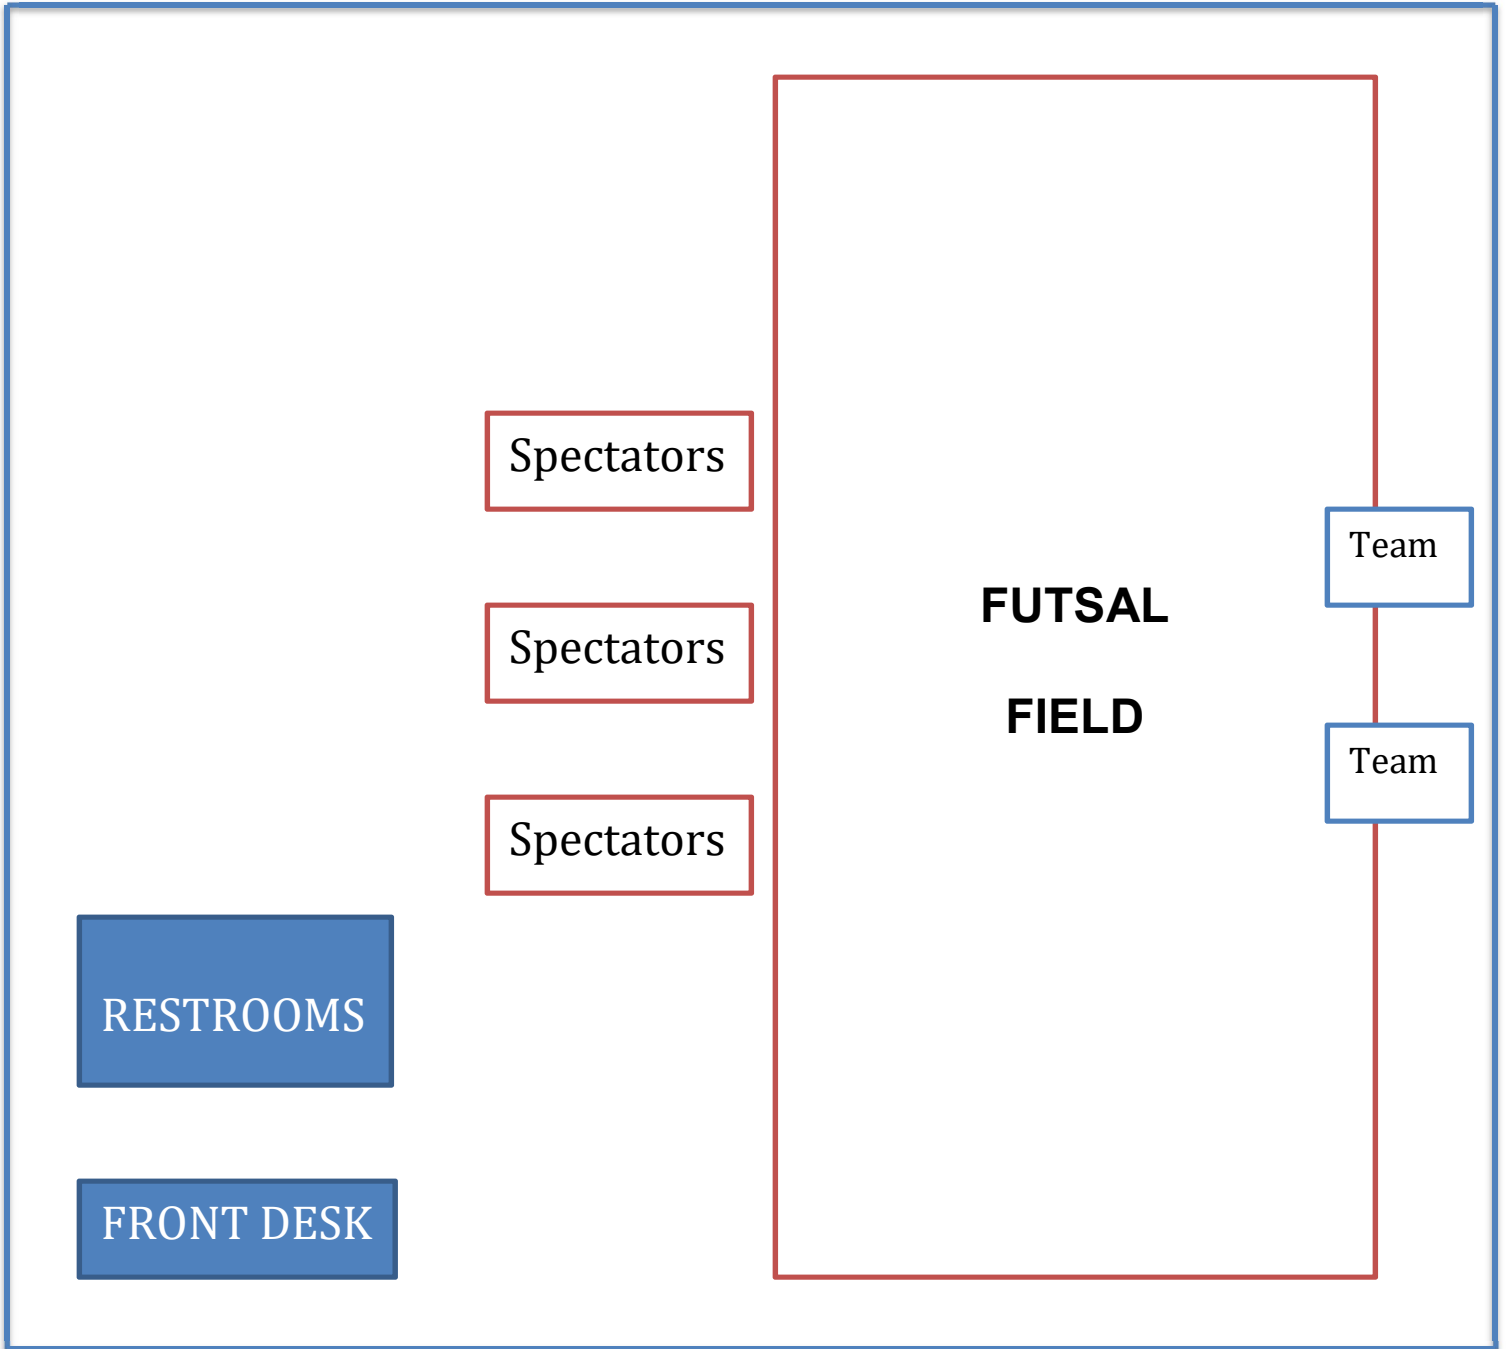 Spectators
Team
FUTSAL
Spectators
FIELD
Team
Spectators
RESTROOMS
FRONT DESK